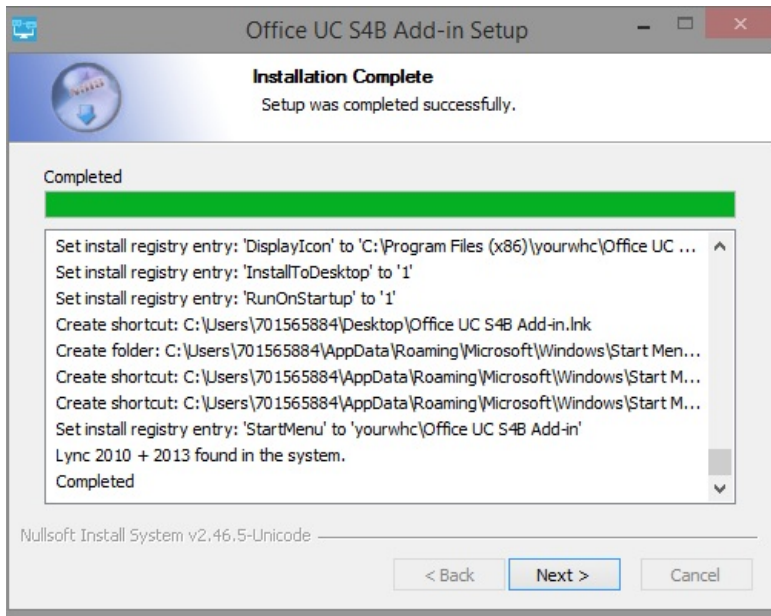 Office UC S4B Add-in Setup
Installation Complete
Setup was completed successfully.
Completed
Set install registry entry: 'DisplayIcon' to 'C:\Program Files (x86)\yourwhc\Office UC ...
Set install registry entry: 'InstallToDesktop' to '1'
Set install registry entry: 'RunOnStartup' to '1'
Create shortcut: C:\Users\701565884\Desktop\Office UC S4B Add-in.lnk
Create folder: C:\Users\701565884\AppData\Roaming\Microsoft\Windows\Start Men...
Create shortcut: C:\Users\701565884\AppData\Roaming\Microsoft\Windows\Start M...
Create shortcut: C:\Users\701565884\AppData\Roaming\Microsoft\Windows\Start M...
Set install registry entry: 'StartMenu' to 'yourwhc\Office UC S4B Add-in'
Lync 2010 + 2013 found in the system.
Completed
Nullsoft Install System v2.46.5-Unicode
< Back Next > Cancel